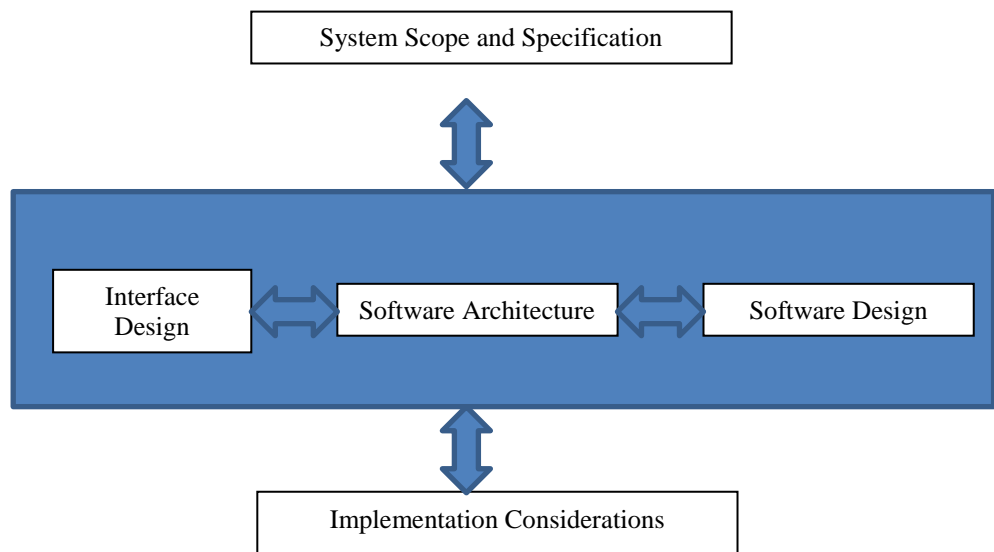 System Scope and Specification
Interface
Design
Software Architecture
Software Design
Implementation Considerations